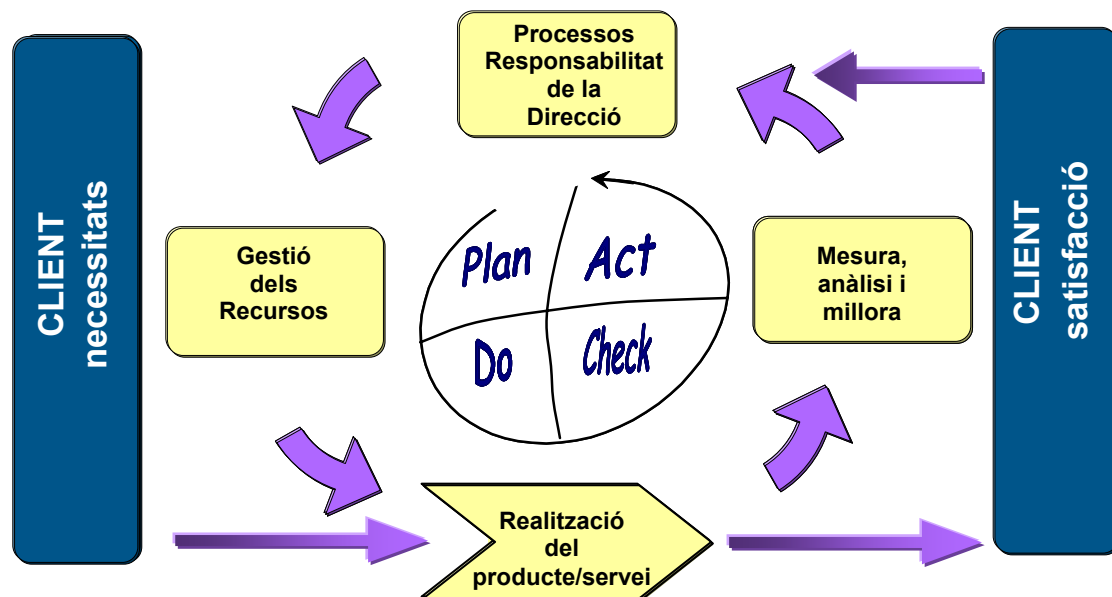 CLIENT
necessitats
Processos
Responsabilitat
de la
Direcció
Gestió
dels
Recursos
Plan
Act
Do
Check
Mesura,
anàlisi i
millora
Realització
del
producte/servei
CLIENT
satisfacció